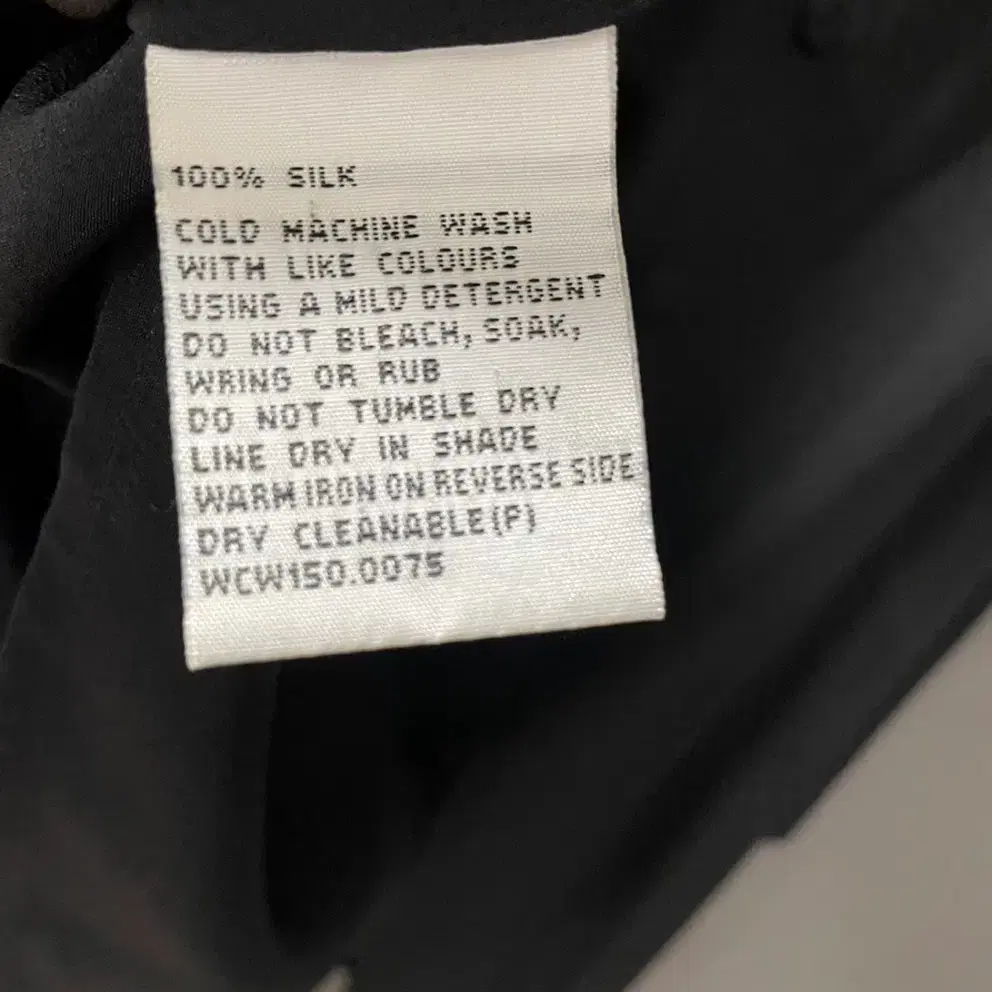 100% SILK
COLD MACHINE WASH
WITH LIKE COLOURS
USING A MILD DETERGENT
DO NOT BLEACH, SOAK,
WRING OR RUB
DO NOT TUMBLE DRY
LINE DRY IN SHADE
WARM IRON ON REVERSE SIDE
DRY CLEANABLE(P)
WCW150.0075